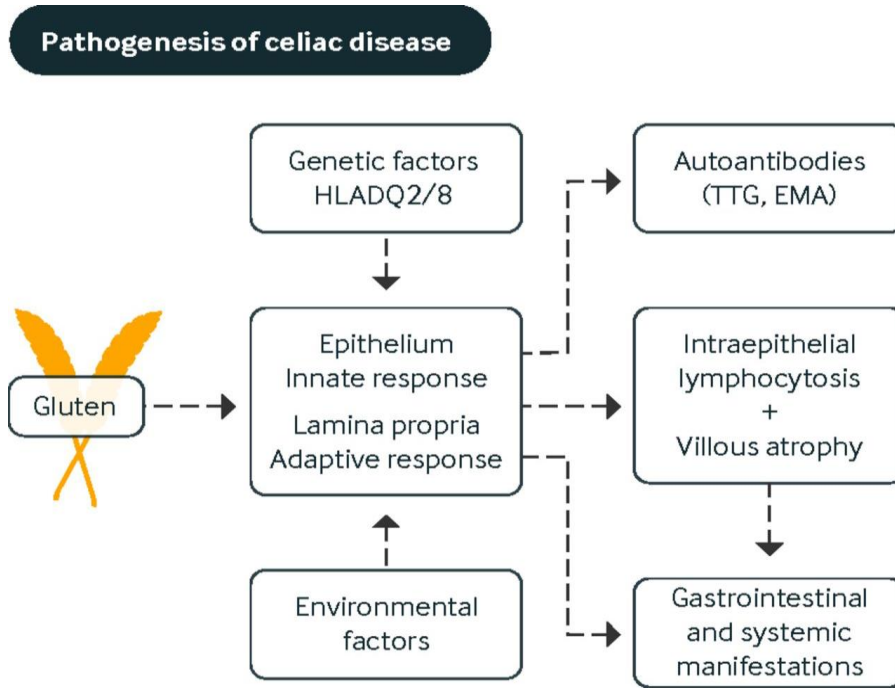 Pathogenesis of celiac disease
Genetic factors
HLADQ2/8
Autoantibodies
(TTG, EMA)
Gluten
Epithelium
Innate response
Lamina propria
Adaptive response
Intraepithelial
lymphocytosis
+
Villous atrophy
Environmental
factors
Gastrointestinal
and systemic
manifestations